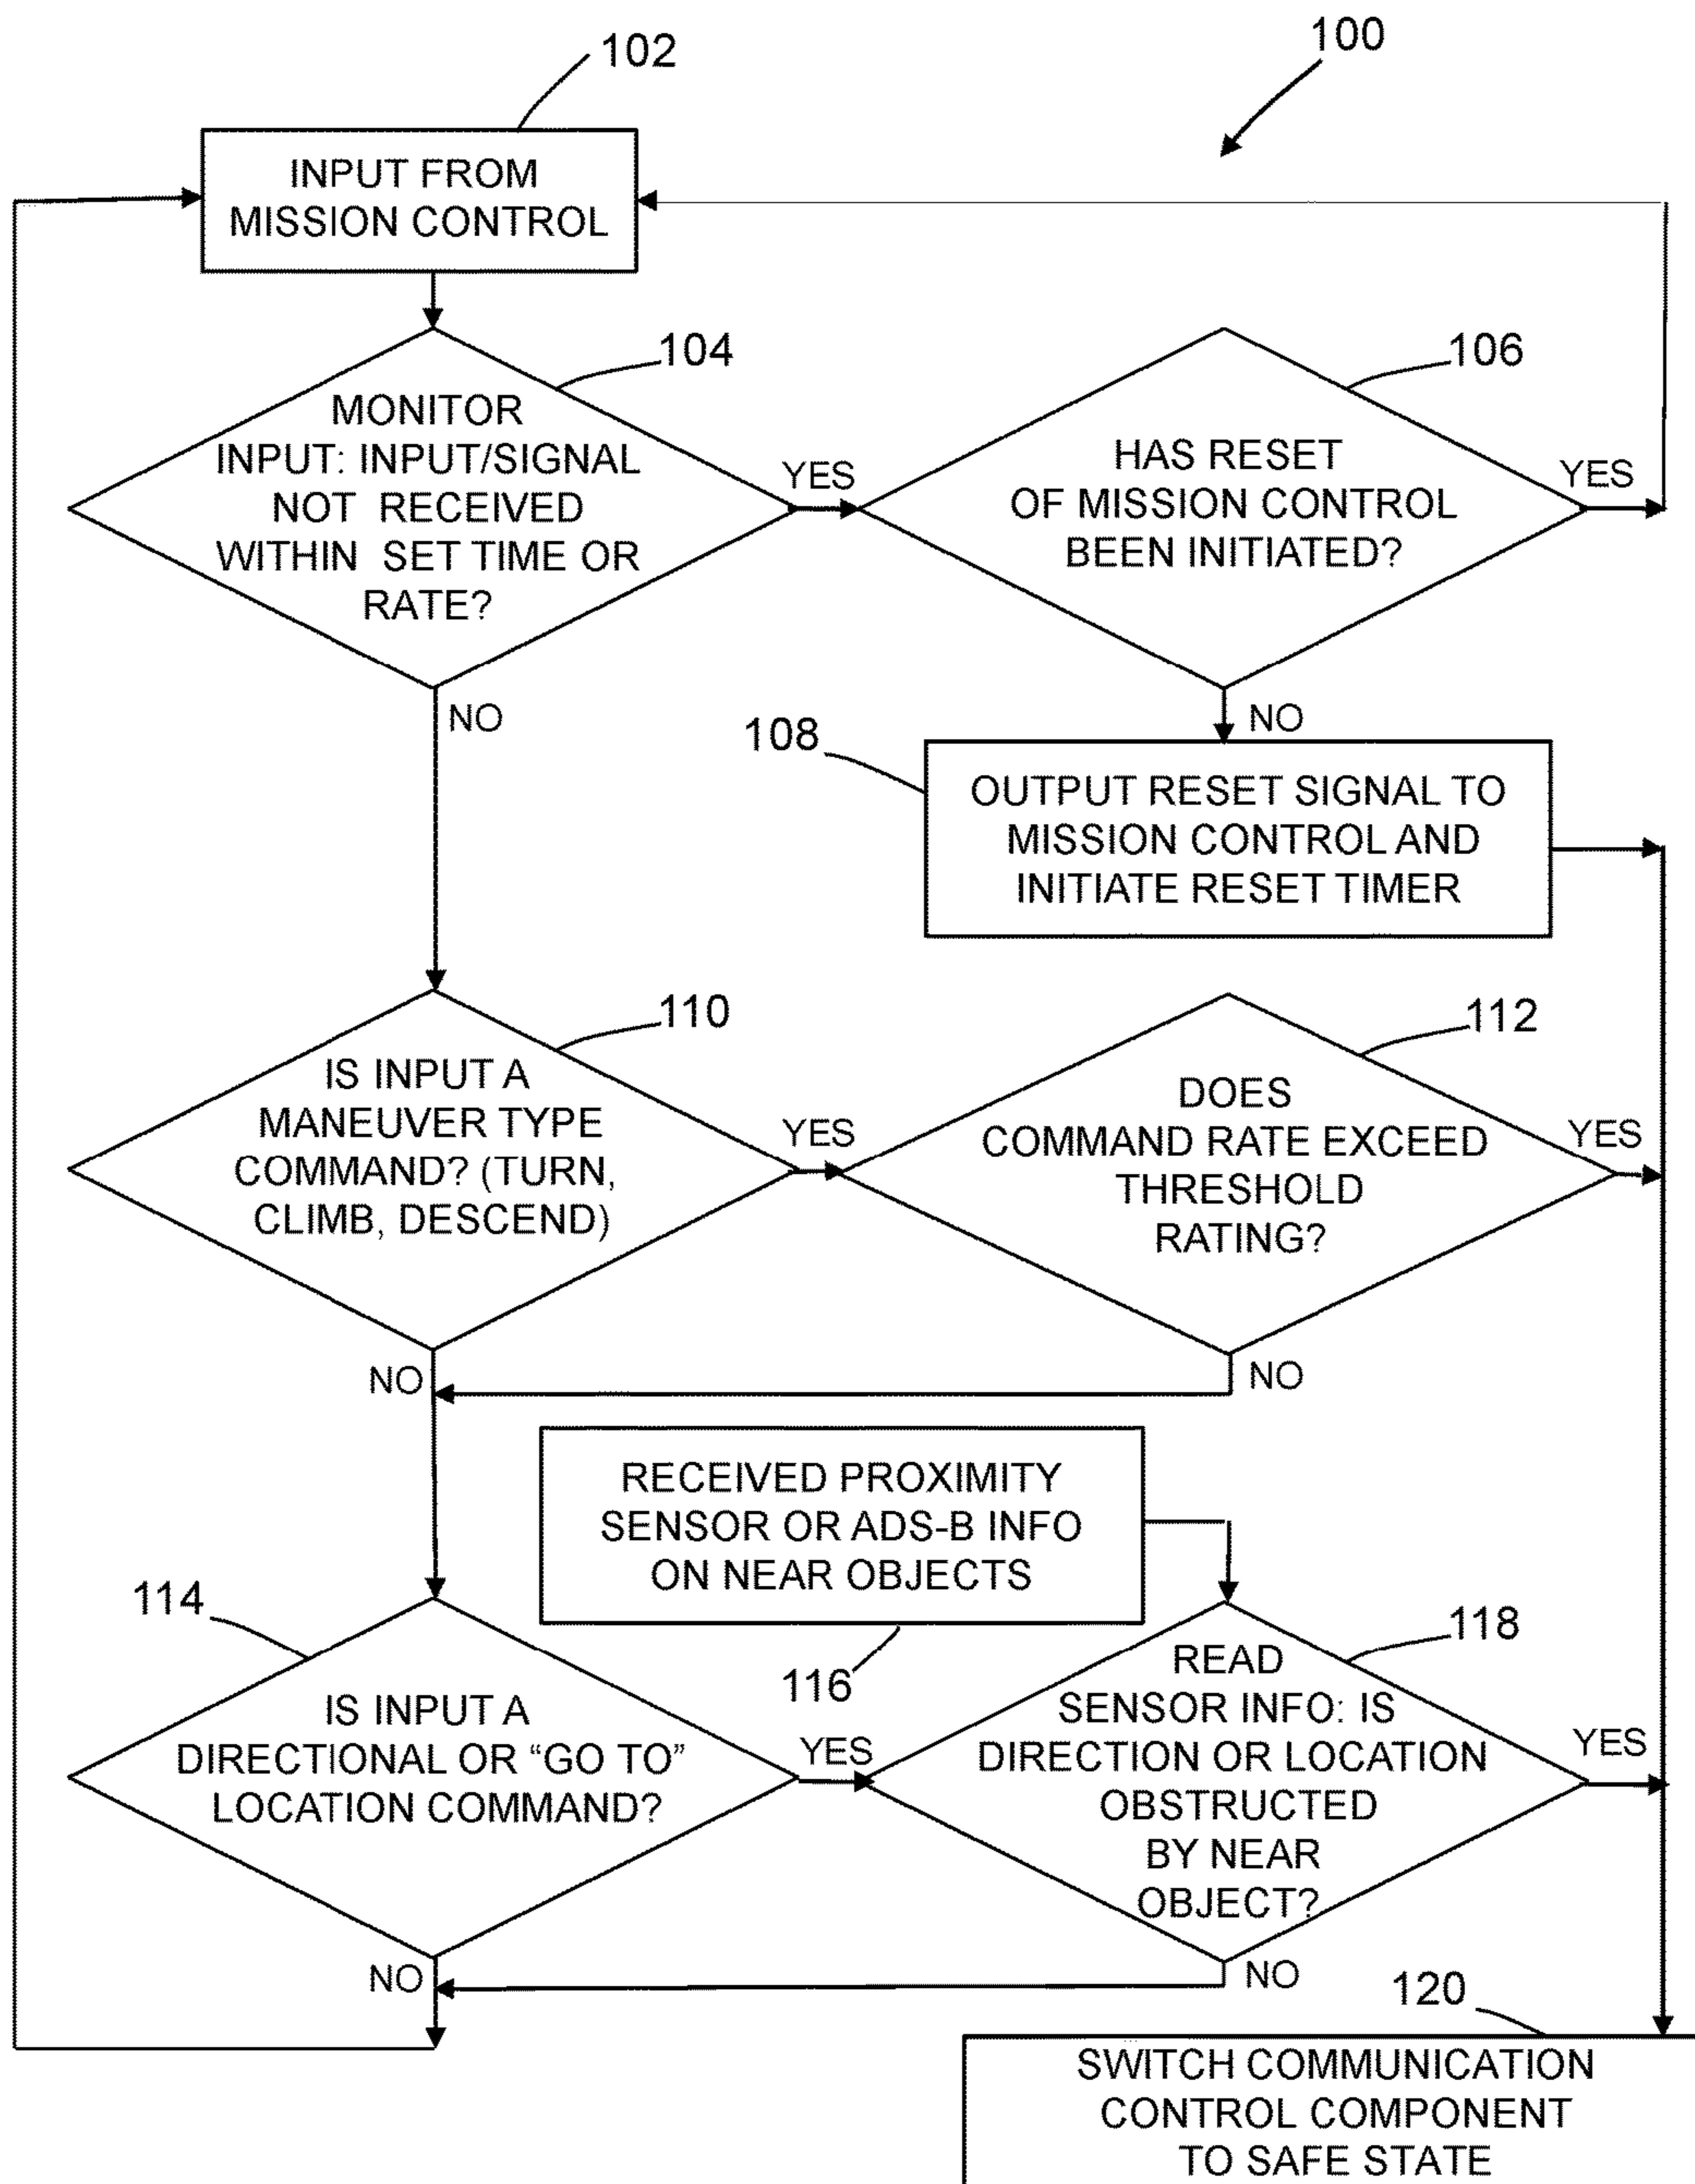 100
102
INPUT FROM
MISSION CONTROL
104
MONITOR
INPUT: INPUT/SIGNAL
NOT RECEIVED
WITHIN SET TIME OR
RATE?
YES
NO
106
HAS RESET
OF MISSION CONTROL
BEEN INITIATED?
YES
NO
108
OUTPUT RESET SIGNAL TO
MISSION CONTROL AND
INITIATE RESET TIMER
110
IS INPUT A
MANEUVER TYPE
COMMAND? (TURN,
CLIMB, DESCEND)
YES
NO
112
DOES
COMMAND RATE EXCEED
THRESHOLD
RATING?
YES
NO
RECEIVED PROXIMITY
SENSOR OR ADS-B INFO
ON NEAR OBJECTS
116
114
IS INPUT A
DIRECTIONAL OR “GO TO”
LOCATION COMMAND?
YES
NO
118
READ
SENSOR INFO: IS
DIRECTION OR LOCATION
OBSTRUCTED
BY NEAR
OBJECT?
YES
NO
120
SWITCH COMMUNICATION
CONTROL COMPONENT
TO SAFE STATE